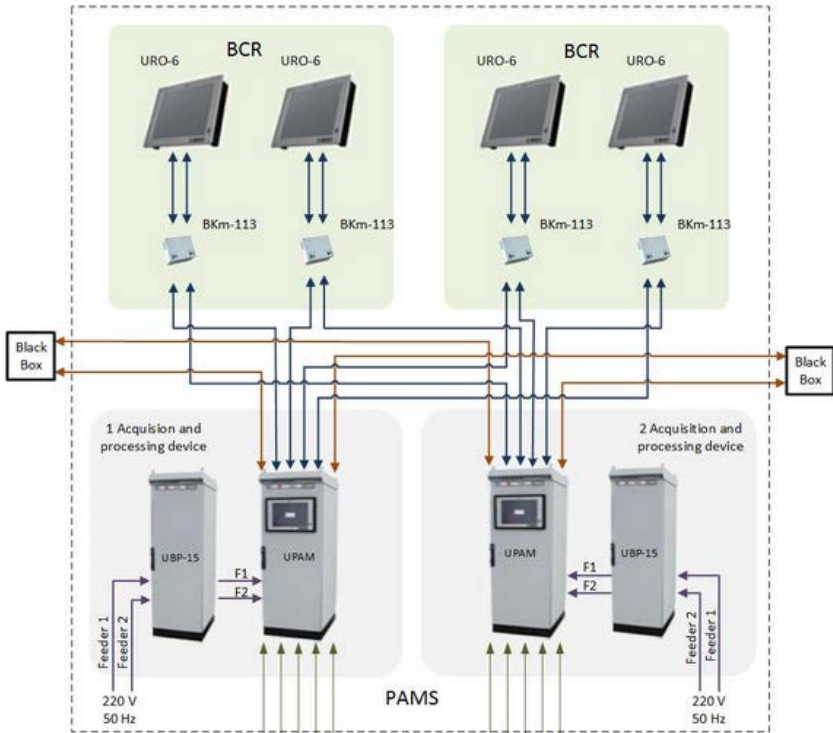 BCR
BCR
URO-6
URO-6
URO-6
URO-6
BKm-113
BKm-113
BKm-113
BKm-113
Black
Box
Black
Box
1 Acquision and
processing device
2 Acquisition and
processing device
UBP-15
UPAM
UPAM
UBP-15
F1
F2
F1
F2
Feeder 1
Feeder 2
Feeder 2
Feeder 1
220 V
50 Hz
PAMS
220 V
50 Hz